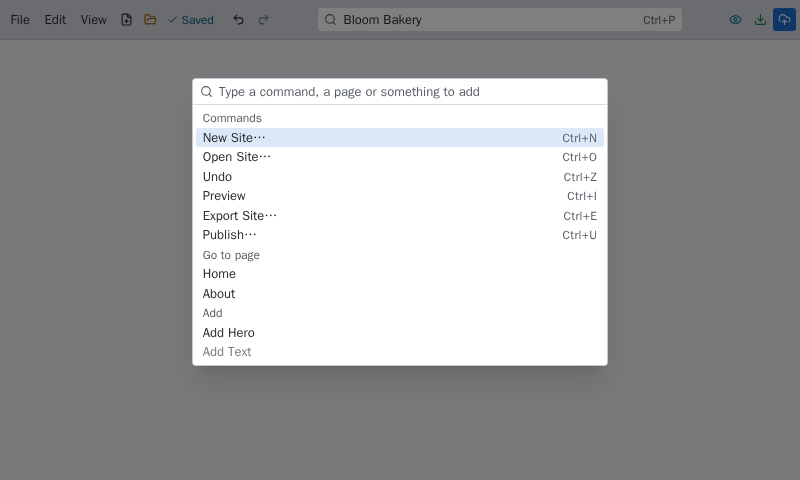 File Edit View Saved Bloom Bakery Ctrl+P
Type a command, a page or something to add
Commands
New Site··· Ctrl+N
Open Site··· Ctrl+O
Undo Ctrl+Z
Preview Ctrl+I
Export Site··· Ctrl+E
Publish··· Ctrl+U
Go to page
Home
About
Add
Add Hero
Add Text